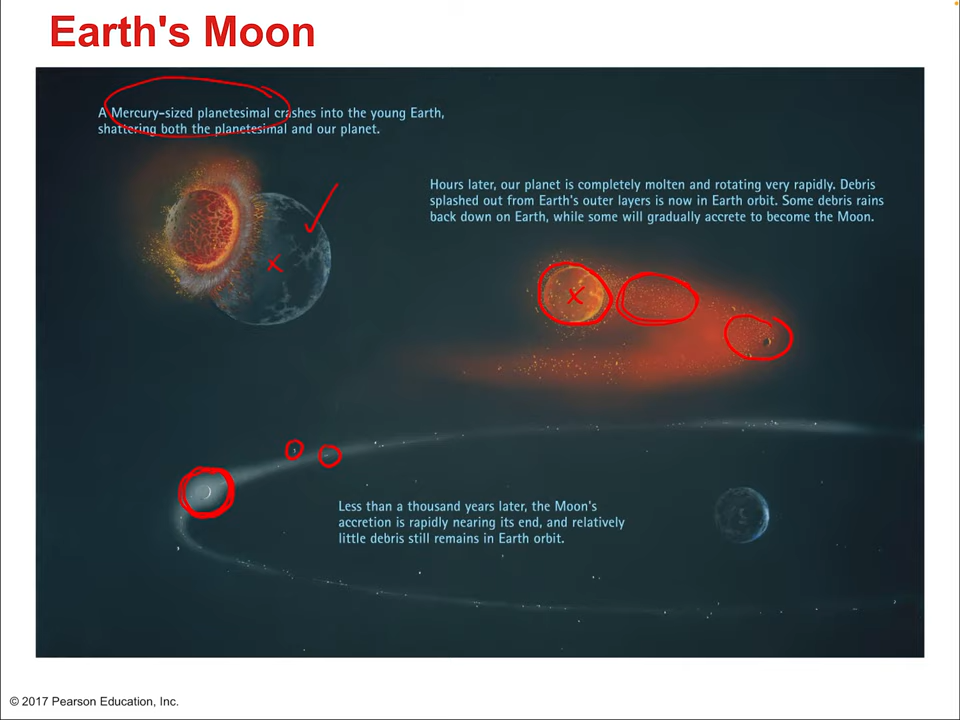 Earth's Moon
A Mercury-sized planetesimal crashes into the young Earth,
shattering both the planetesimal and our planet.
Hours later, our planet is completely molten and rotating very rapidly. Debris
splashed out from Earth's outer layers is now in Earth orbit. Some debris rains
back down on Earth, while some will gradually accrete to become the Moon.
Less than a thousand years later, the Moon's
accretion is rapidly nearing its end, and relatively
little debris still remains in Earth orbit.
© 2017 Pearson Education, Inc.